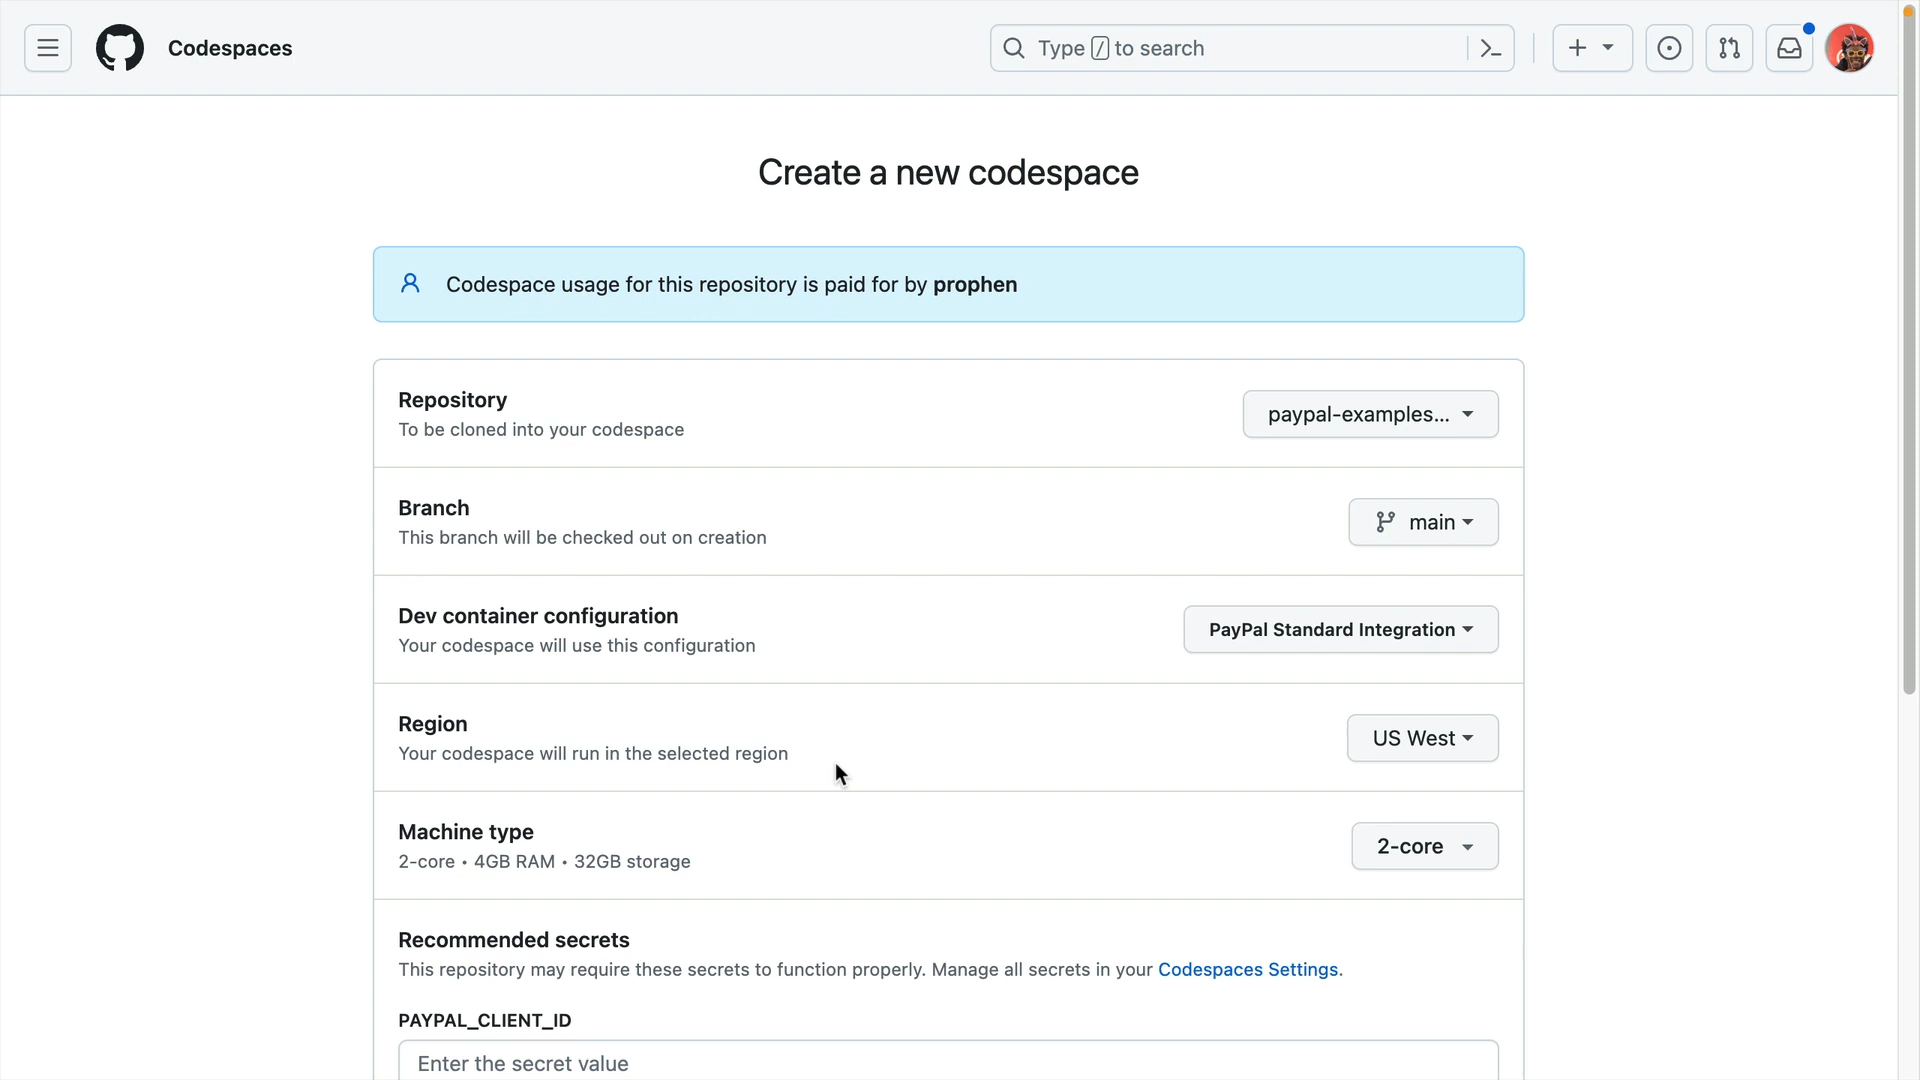 Codespaces
Type / to search
Create a new codespace
Codespace usage for this repository is paid for by prophen
Repository
To be cloned into your codespace
paypal-examples...
Branch
This branch will be checked out on creation
main
Dev container configuration
Your codespace will use this configuration
PayPal Standard Integration
Region
Your codespace will run in the selected region
US West
Machine type
2-core • 4GB RAM • 32GB storage
2-core
Recommended secrets
This repository may require these secrets to function properly. Manage all secrets in your Codespaces Settings.
PAYPAL_CLIENT_ID
Enter the secret value